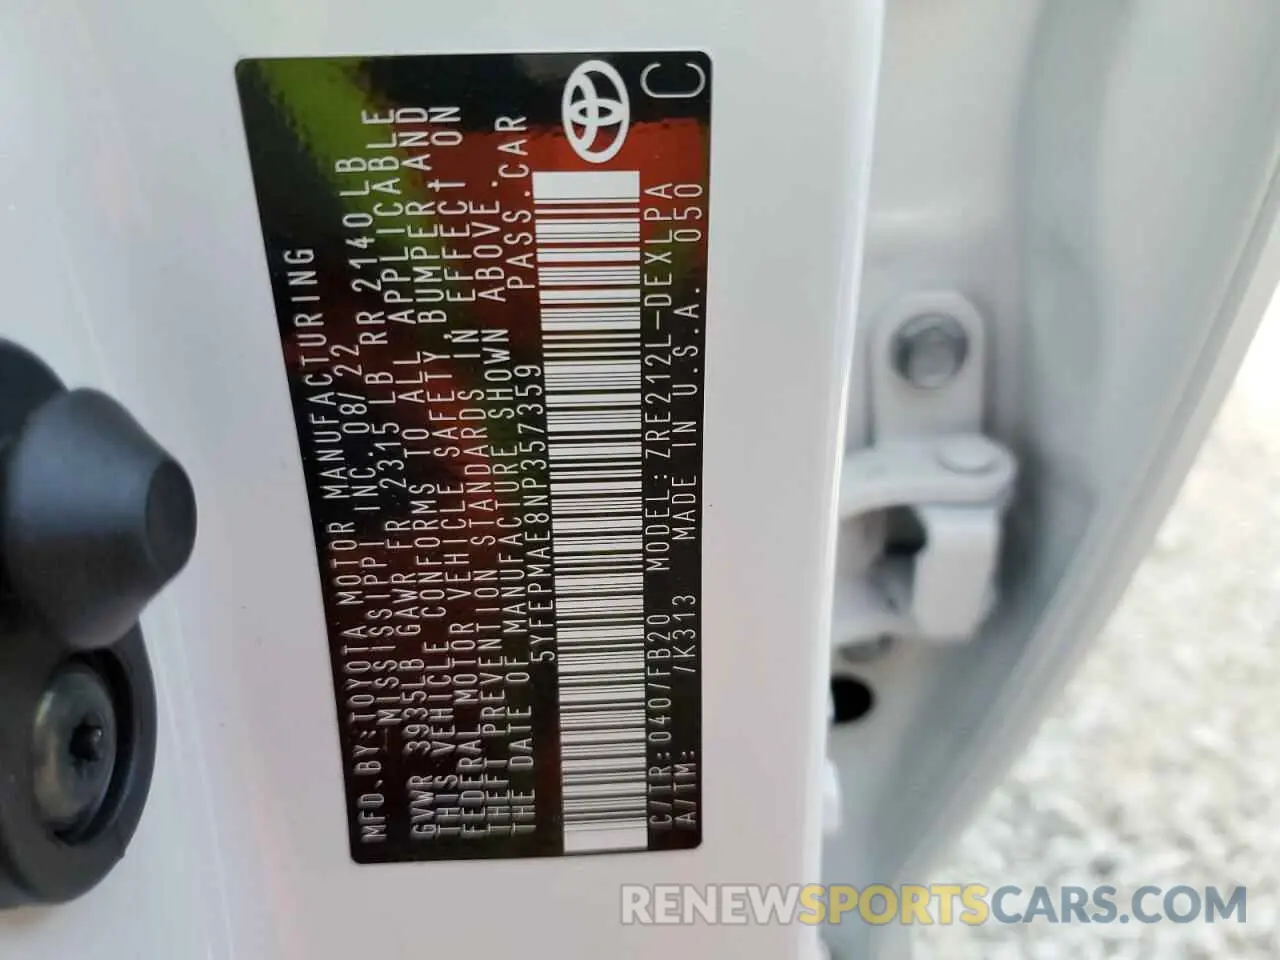 MFD. BY: TOYOTA MOTOR MANUFACTURING
MISSISSIPPI INC. 08/22
GVWR 3935LB GAWR FR 2315 LB RR 2140 LB
THIS VEHICLE CONFORMS TO ALL APPLICABLE
FEDERAL MOTOR VEHICLE SAFETY, BUMPER AND
THEFT PREVENTION STANDARDS IN EFFECT ON
THE DATE OF MANUFACTURE SHOWN ABOVE.
5YFEPMAE8NP357359 PASS.CAR
C/TR: 040/FB20 MODEL: ZRE212L-DEXLPA
A/TM: /K313 MADE IN U.S.A. 050
C
RENEWSPORTSCARS.COM